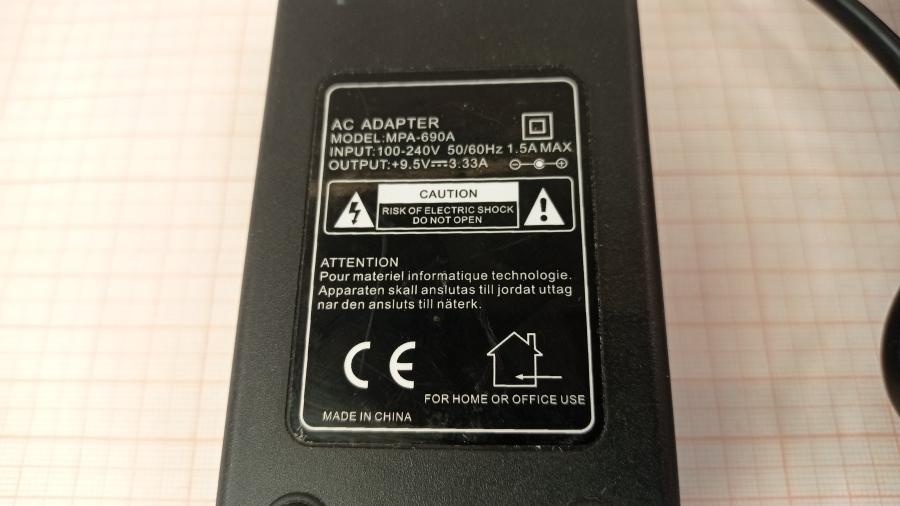 AC ADAPTER
MODEL:MPA-690A
INPUT:100-240V 50/60Hz 1.5A MAX
OUTPUT:+9.5V⎓3.33A
CAUTION
RISK OF ELECTRIC SHOCK
DO NOT OPEN
ATTENTION
Pour materiel informatique technologie.
Apparaten skall anslutas till jordat uttag
nar den ansluts till näterk.
CE
FOR HOME OR OFFICE USE
MADE IN CHINA